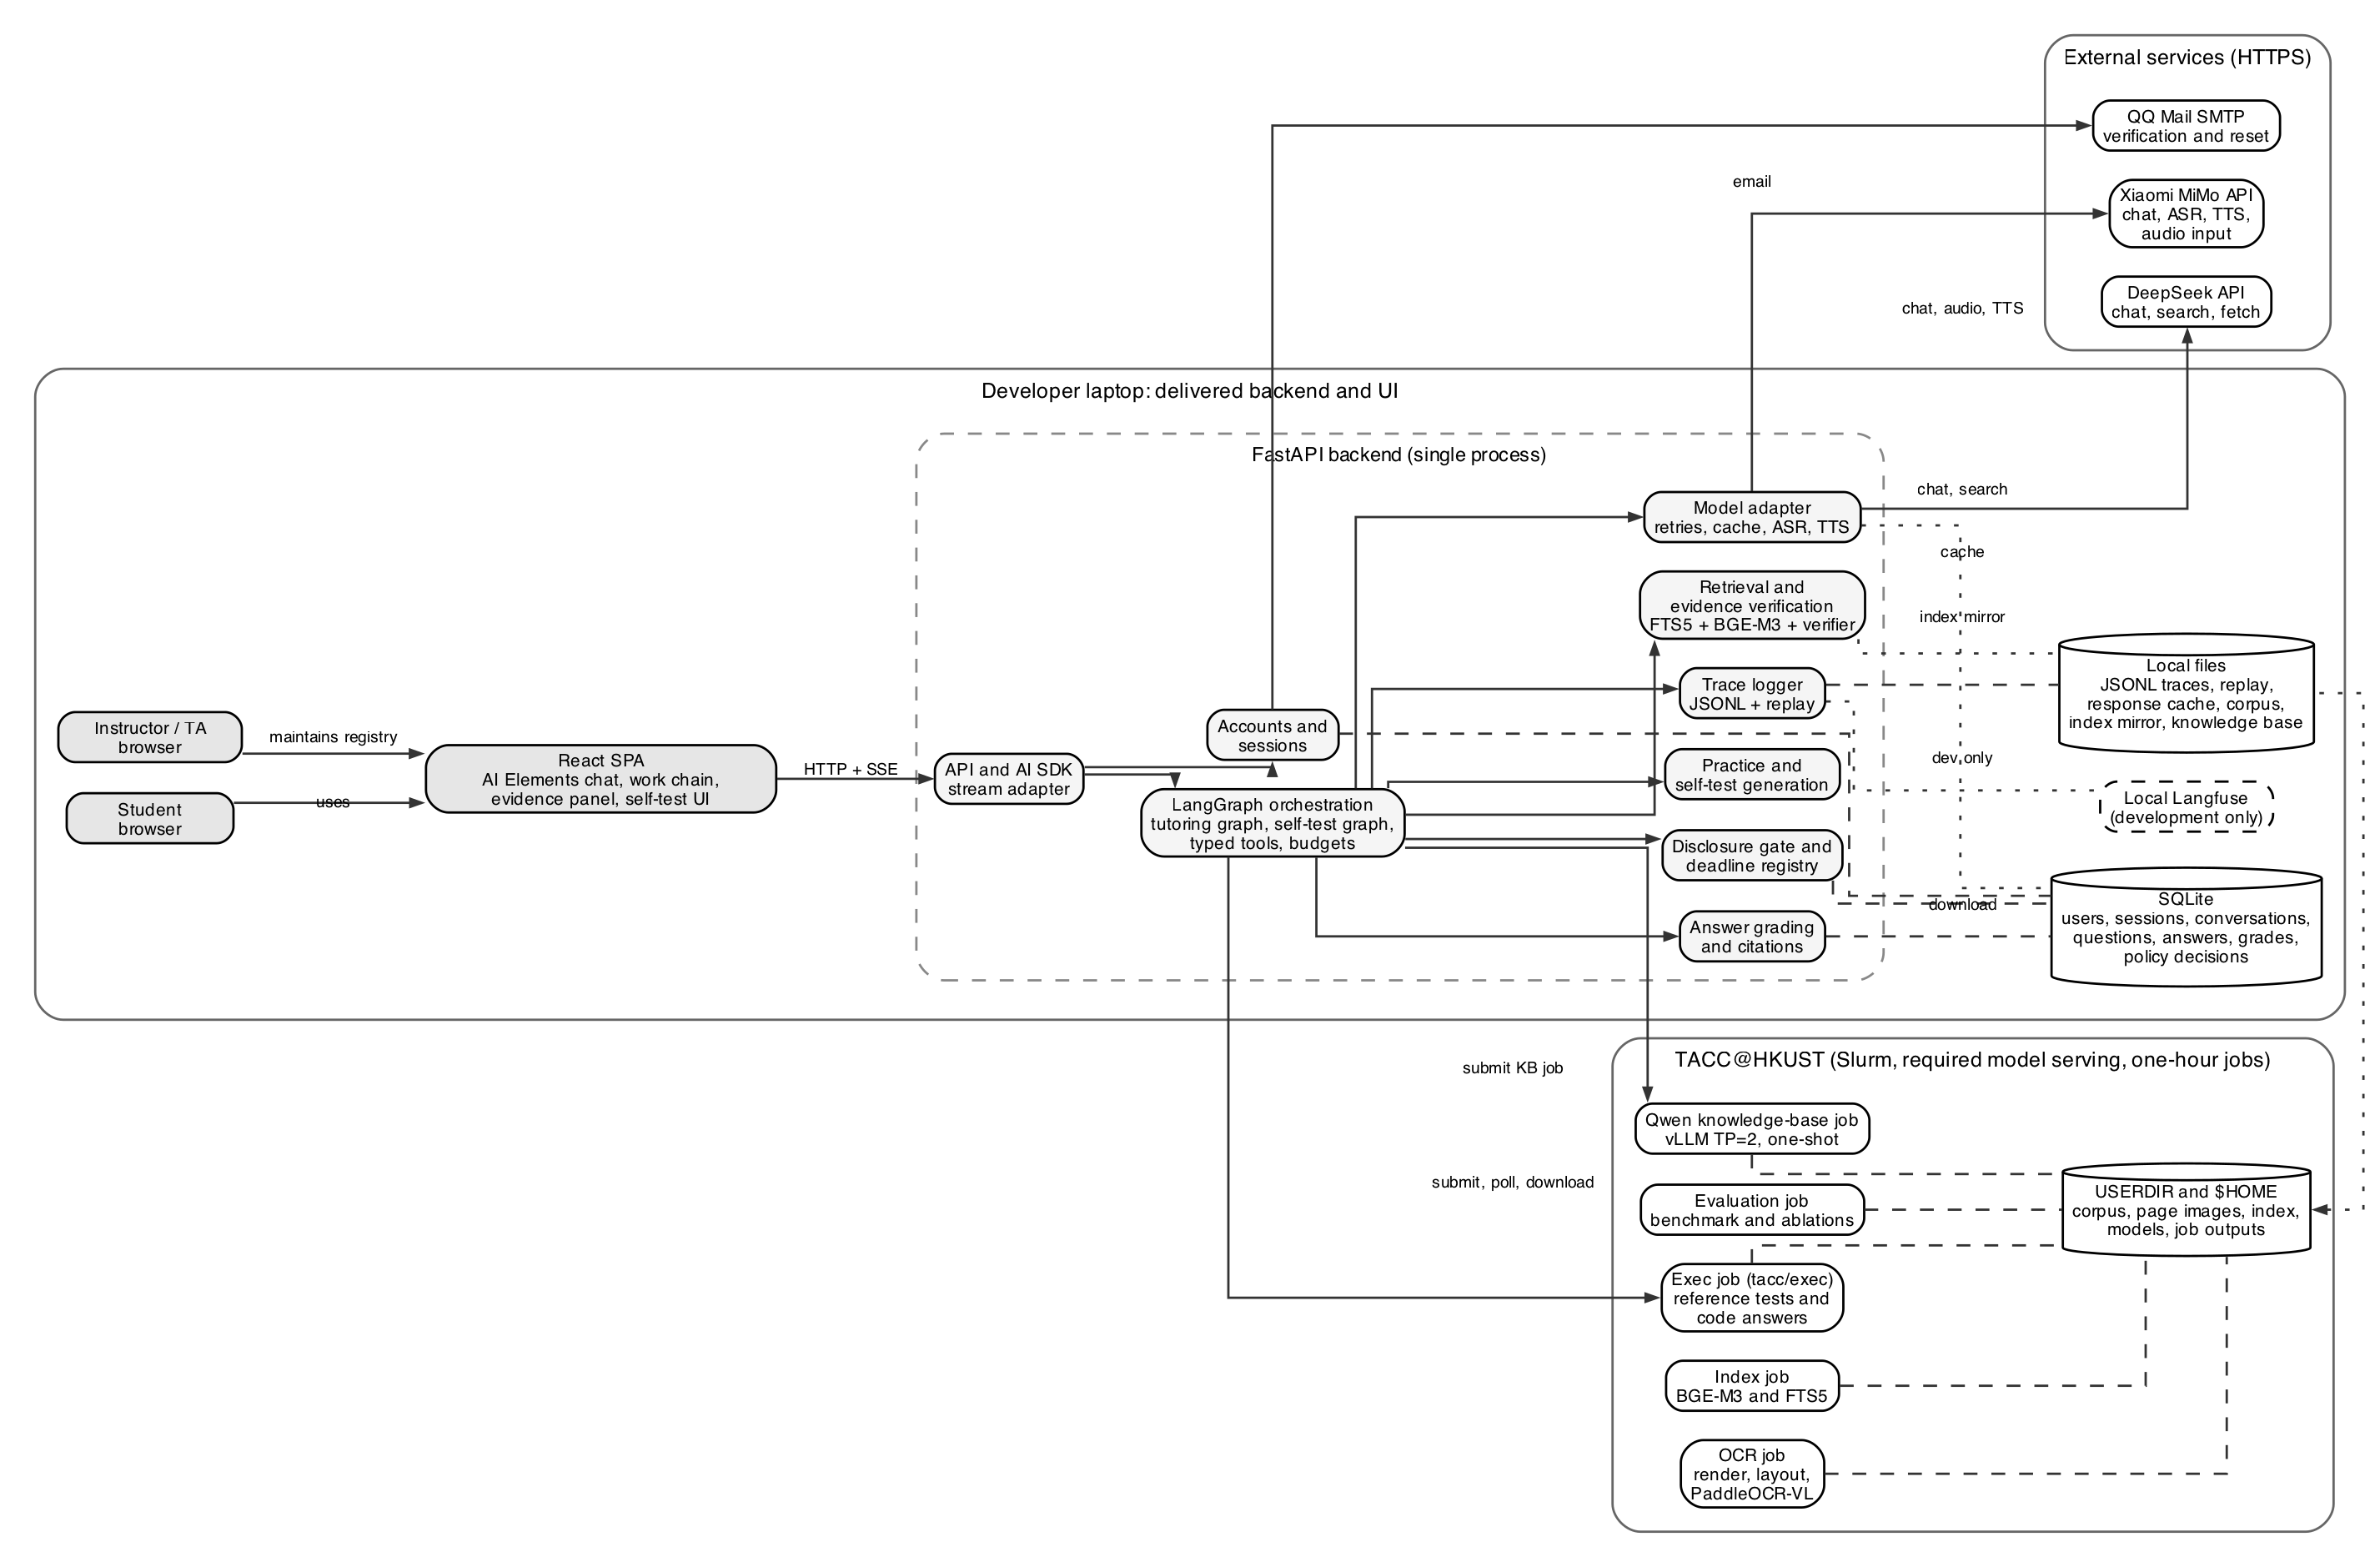 External services (HTTPS)
QQ Mail SMTP
verification and reset
email
Xiaomi MiMo API
chat, ASR, TTS,
audio input
chat, audio, TTS
DeepSeek API
chat, search, fetch
Developer laptop: delivered backend and UI
FastAPI backend (single process)
Model adapter
retries, cache, ASR, TTS
chat, search
cache
Retrieval and
evidence verification
FTS5 + BGE-M3 + verifier
index mirror
Local files
JSONL traces, replay,
response cache, corpus,
index mirror, knowledge base
Trace logger
JSONL + replay
Instructor / TA
browser
maintains registry
Student
browser
uses
React SPA
AI Elements chat, work chain,
evidence panel, self-test UI
HTTP + SSE
API and AI SDK
stream adapter
Accounts and
sessions
LangGraph orchestration
tutoring graph, self-test graph,
typed tools, budgets
Practice and
self-test generation
dev only
Local Langfuse
(development only)
Disclosure gate and
deadline registry
download
SQLite
users, sessions, conversations,
questions, answers, grades,
policy decisions
Answer grading
and citations
TACC@HKUST (Slurm, required model serving, one-hour jobs)
submit KB job
Qwen knowledge-base job
vLLM TP=2, one-shot
submit, poll, download
Evaluation job
benchmark and ablations
USERDIR and $HOME
corpus, page images, index,
models, job outputs
Exec job (tacc/exec)
reference tests and
code answers
Index job
BGE-M3 and FTS5
OCR job
render, layout,
PaddleOCR-VL